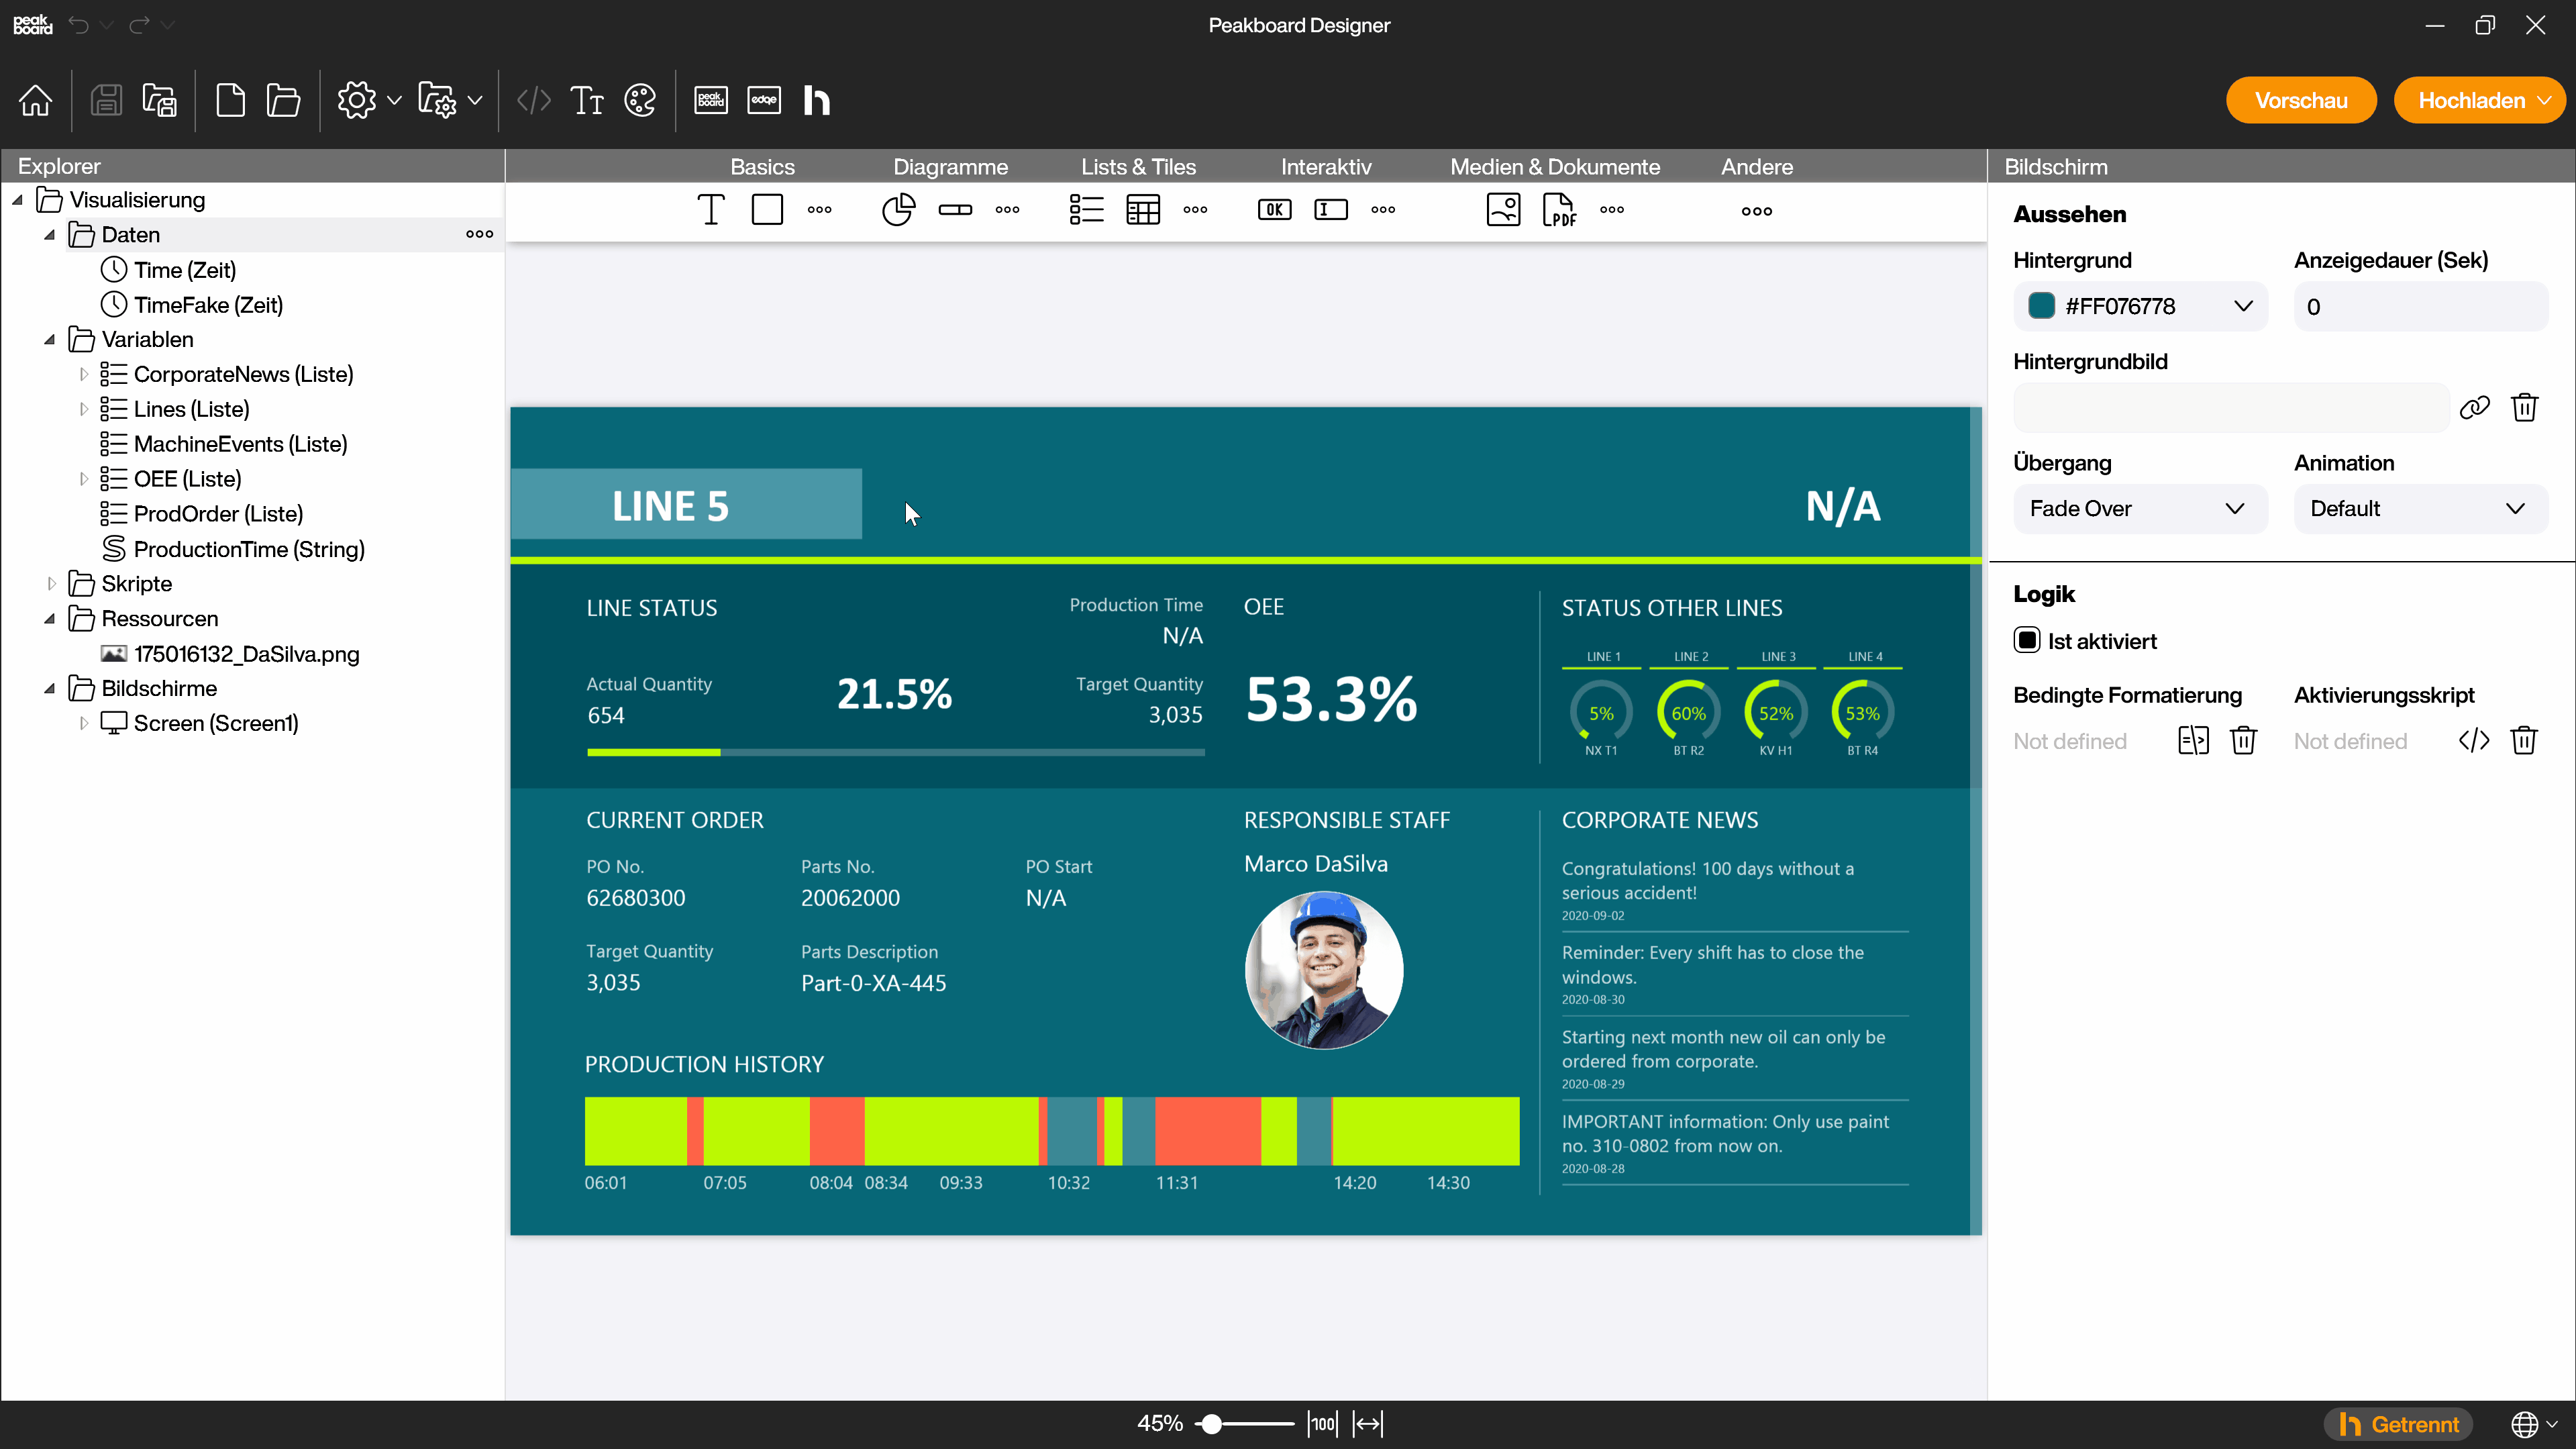 peak
board
Peakboard Designer
peak
board
edge
h
Vorschau
Hochladen
Explorer
Basics
Diagramme
Lists & Tiles
Interaktiv
Medien & Dokumente
Andere
Bildschirm
OK
PDF
Visualisierung
Daten
Time (Zeit)
TimeFake (Zeit)
Variablen
CorporateNews (Liste)
Lines (Liste)
MachineEvents (Liste)
OEE (Liste)
ProdOrder (Liste)
ProductionTime (String)
Skripte
Ressourcen
175016132_DaSilva.png
Bildschirme
Screen (Screen1)
LINE 5
N/A
LINE STATUS
Production Time
N/A
Actual Quantity
654
21.5%
Target Quantity
3,035
OEE
53.3%
STATUS OTHER LINES
LINE 1
LINE 2
LINE 3
LINE 4
5%
60%
52%
53%
NX T1
BT R2
KV H1
BT R4
CURRENT ORDER
PO No.
Parts No.
PO Start
62680300
20062000
N/A
Target Quantity
Parts Description
3,035
Part-0-XA-445
RESPONSIBLE STAFF
Marco DaSilva
CORPORATE NEWS
Congratulations! 100 days without a
serious accident!
2020-09-02
Reminder: Every shift has to close the
windows.
2020-08-30
Starting next month new oil can only be
ordered from corporate.
2020-08-29
IMPORTANT information: Only use paint
no. 310-0802 from now on.
2020-08-28
PRODUCTION HISTORY
06:01
07:05
08:04
08:34
09:33
10:32
11:31
14:20
14:30
Aussehen
Hintergrund
Anzeigedauer (Sek)
#FF076778
0
Hintergrundbild
Übergang
Animation
Fade Over
Default
Logik
Ist aktiviert
Bedingte Formatierung
Aktivierungsskript
Not defined
Not defined
45%
100
h Getrennt